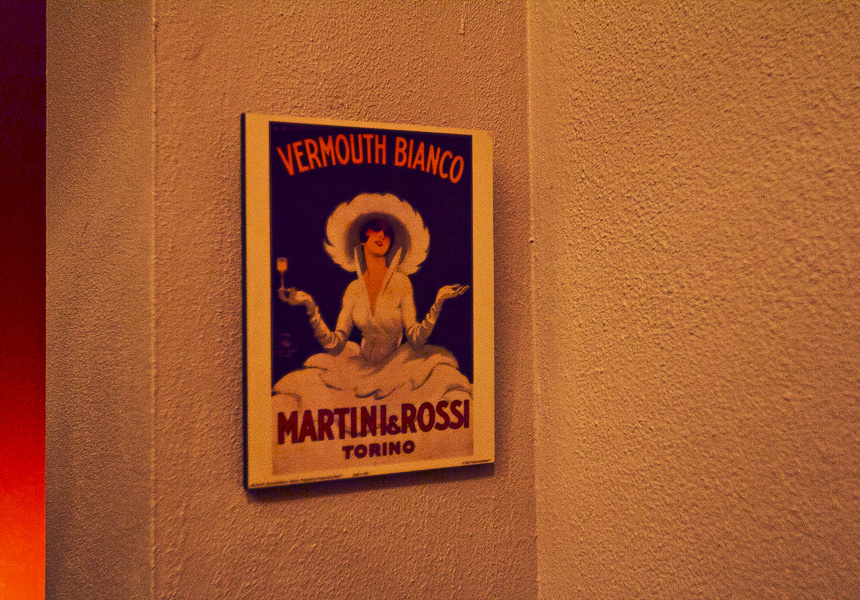 VERMOUTH BIANCO
MARTINI & ROSSI
TORINO